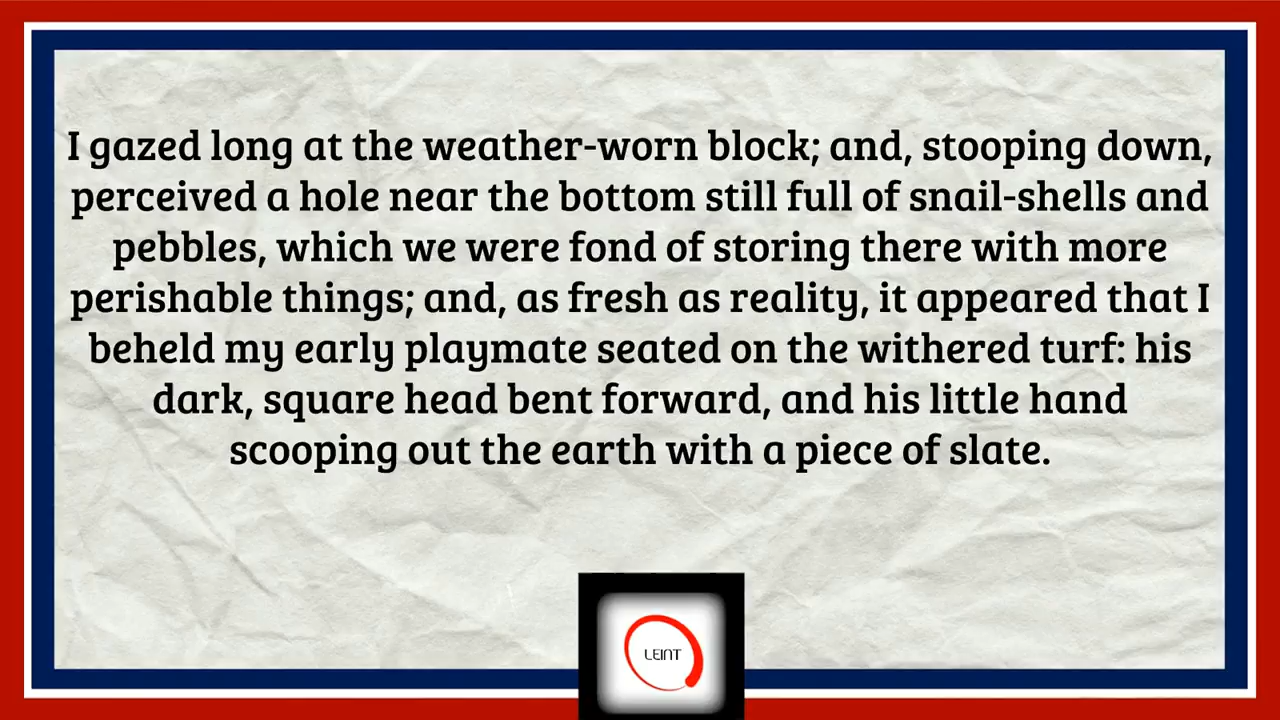 I gazed long at the weather-worn block; and, stooping down,
perceived a hole near the bottom still full of snail-shells and
pebbles, which we were fond of storing there with more
perishable things; and, as fresh as reality, it appeared that I
beheld my early playmate seated on the withered turf: his
dark, square head bent forward, and his little hand
scooping out the earth with a piece of slate.
LEINT